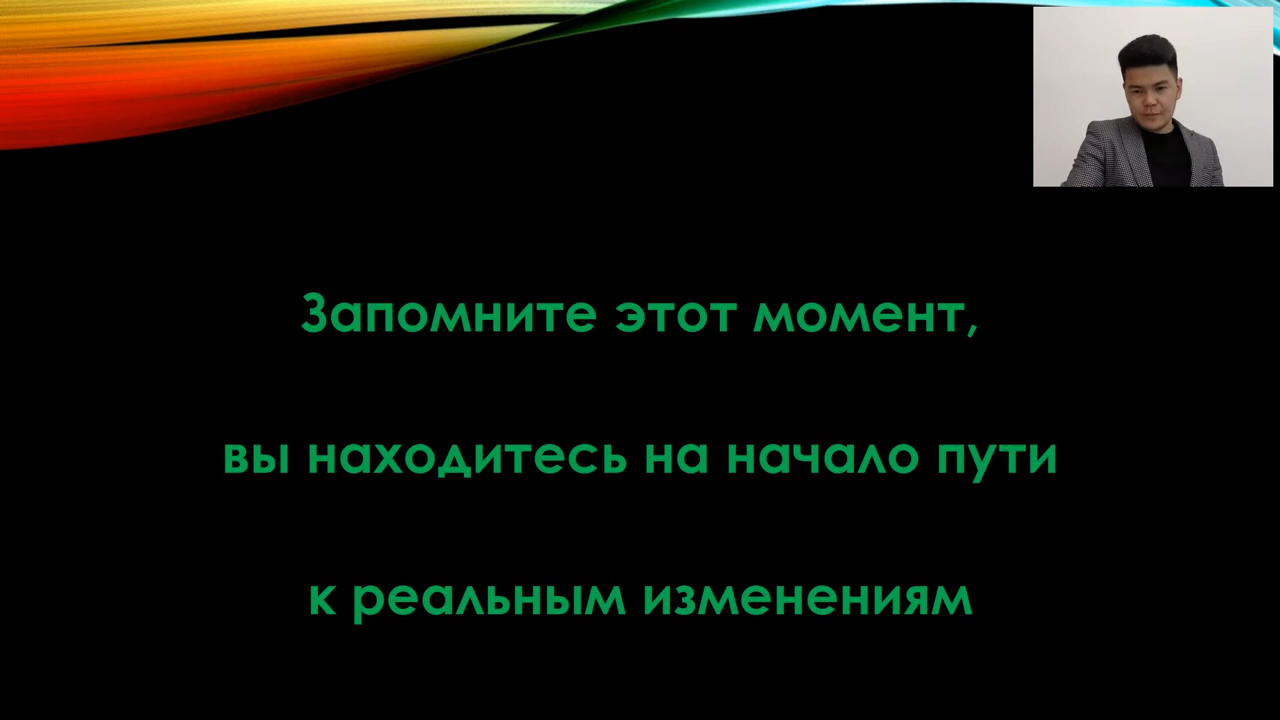 Запомните этот момент,
вы находитесь на начало пути
к реальным изменениям